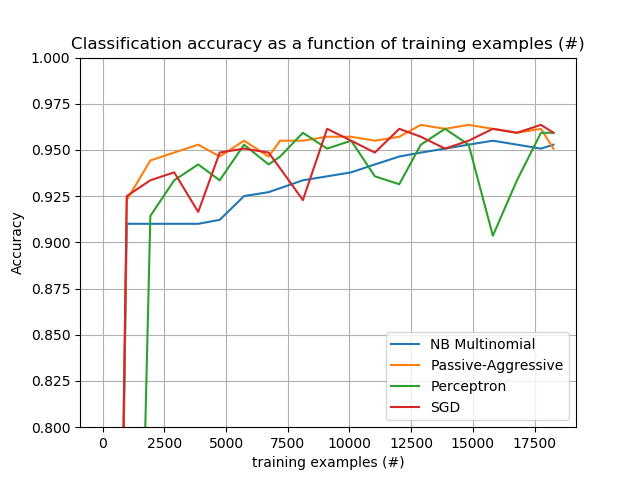 Classification accuracy as a function of training examples (#)
1.000
0.975
0.950
0.925
0.900
0.875
0.850
0.825
0.800
Accuracy
NB Multinomial
Passive-Aggressive
Perceptron
SGD
0 2500 5000 7500 10000 12500 15000 17500
training examples (#)